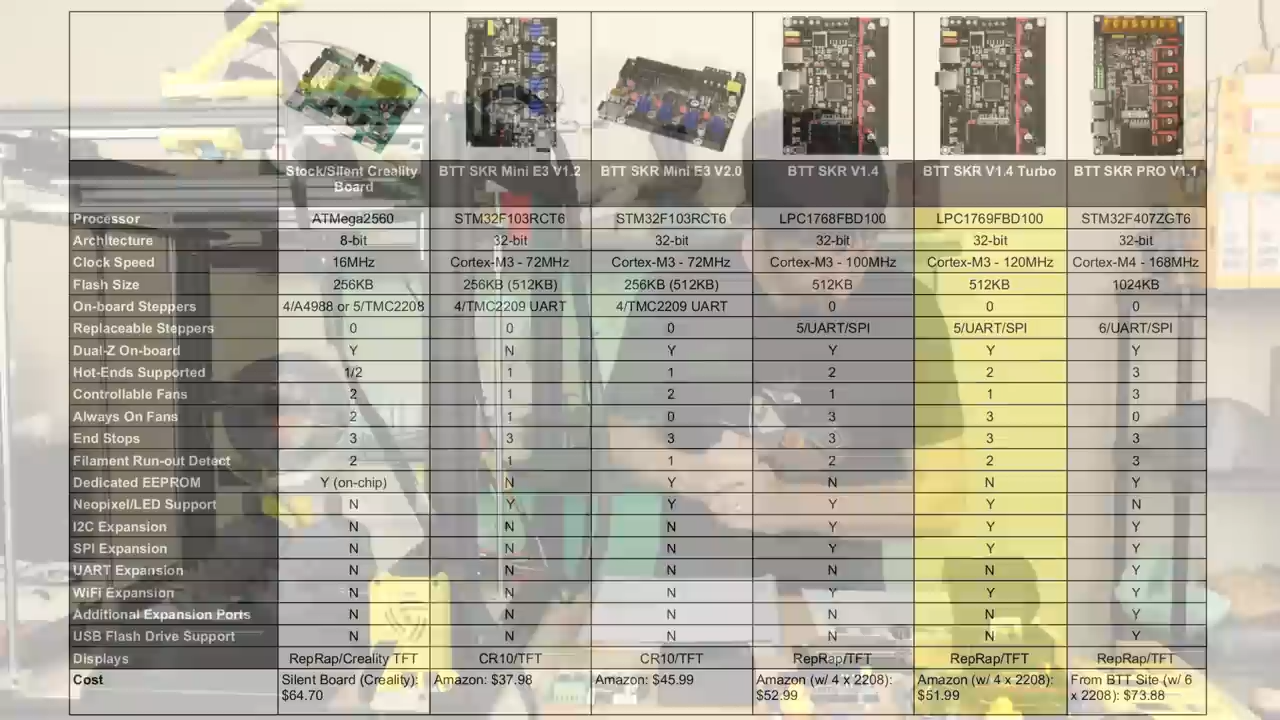 Stock/Silent Creality Board BTT SKR Mini E3 V1.2 BTT SKR Mini E3 V2.0 BTT SKR V1.4 BTT SKR V1.4 Turbo BTT SKR PRO V1.1
Processor ATMega2560 STM32F103RCT6 STM32F103RCT6 LPC1768FBD100 LPC1769FBD100 STM32F407ZGT6
Architecture 8-bit 32-bit 32-bit 32-bit 32-bit 32-bit
Clock Speed 16MHz Cortex-M3 - 72MHz Cortex-M3 - 72MHz Cortex-M3 - 100MHz Cortex-M3 - 120MHz Cortex-M4 - 168MHz
Flash Size 256KB 256KB (512KB) 256KB (512KB) 512KB 512KB 1024KB
On-board Steppers 4/A4988 or 5/TMC2208 4/TMC2209 UART 4/TMC2209 UART 0 0 0
Replaceable Steppers 0 0 0 5/UART/SPI 5/UART/SPI 6/UART/SPI
Dual-Z On-board Y N Y Y Y Y
Hot-Ends Supported 1/2 1 1 2 2 3
Controllable Fans 2 1 2 1 1 3
Always On Fans 2 1 0 3 3 0
End Stops 3 3 3 3 3 3
Filament Run-out Detect 2 1 1 2 2 3
Dedicated EEPROM Y (on-chip) N Y N N Y
Neopixel/LED Support N Y Y Y Y N
I2C Expansion N N N Y Y Y
SPI Expansion N N N Y Y Y
UART Expansion N N N N N Y
WiFi Expansion N N N Y Y Y
Additional Expansion Ports N N N N N Y
USB Flash Drive Support N N N N N Y
Displays RepRap/Creality TFT CR10/TFT CR10/TFT RepRap/TFT RepRap/TFT RepRap/TFT
Cost Silent Board (Creality): $64.70 Amazon: $37.98 Amazon: $45.99 Amazon (w/ 4 x 2208): $52.99 Amazon (w/ 4 x 2208): $51.99 From BTT Site (w/ 6 x 2208): $73.88